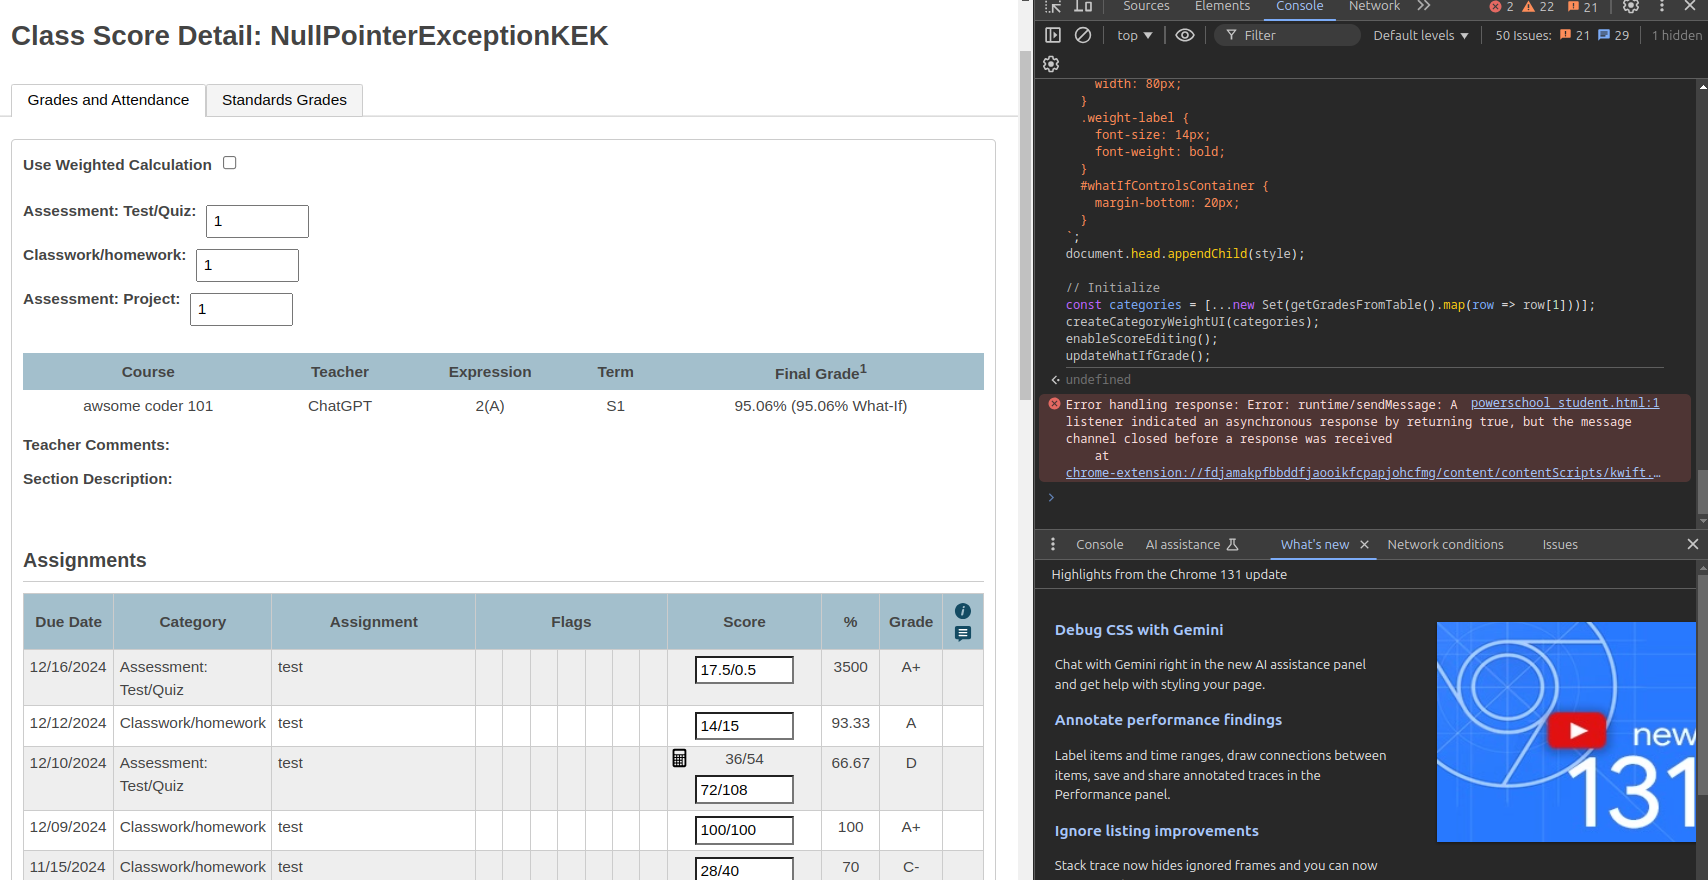 Class Score Detail: NullPointerExceptionKEK
Grades and Attendance
Standards Grades
Use Weighted Calculation
Assessment: Test/Quiz: 1
Classwork/homework: 1
Assessment: Project: 1
Course Teacher Expression Term Final Grade1
awsome coder 101 ChatGPT 2(A) S1 95.06% (95.06% What-If)
Teacher Comments:
Section Description:
Assignments
Due Date Category Assignment Flags Score % Grade
12/16/2024 Assessment: test 17.5/0.5 3500 A+
Test/Quiz
12/12/2024 Classwork/homework test 14/15 93.33 A
12/10/2024 Assessment: test 36/54 66.67 D
Test/Quiz 72/108
12/09/2024 Classwork/homework test 100/100 100 A+
11/15/2024 Classwork/homework test 28/40 70 C-
Sources Elements Console Network 2 22 21
top Filter Default levels 50 Issues: 21 29 1 hidden
width: 80px;
}
.weight-label {
font-size: 14px;
font-weight: bold;
}
#whatIfControlsContainer {
margin-bottom: 20px;
}
`;
document.head.appendChild(style);
// Initialize
const categories = [...new Set(getGradesFromTable().map(row => row[1]))];
createCategoryWeightUI(categories);
enableScoreEditing();
updateWhatIfGrade();
undefined
Error handling response: Error: runtime/sendMessage: A powerschool_student.html:1
listener indicated an asynchronous response by returning true, but the message
channel closed before a response was received
at
chrome-extension://fdjamakpfbbddfjaooikfcpapjohcfmg/content/contentScripts/kwift.…
Console AI assistance What's new Network conditions Issues
Highlights from the Chrome 131 update
Debug CSS with Gemini
Chat with Gemini right in the new AI assistance panel
and get help with styling your page.
Annotate performance findings
Label items and time ranges, draw connections between
items, save and share annotated traces in the
Performance panel.
Ignore listing improvements
Stack trace now hides ignored frames and you can now
new
131